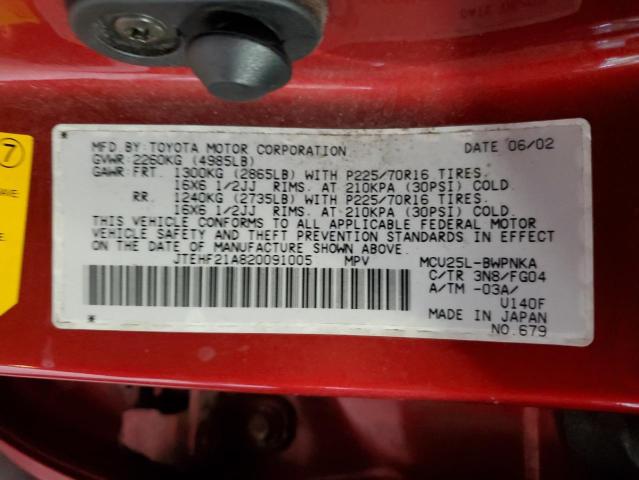 MFD BY:TOYOTA MOTOR CORPORATION DATE 06/02
GVWR:2260KG (4985LB)
GAWR:FRT. 1300KG (2865LB) WITH P225/70R16 TIRES.
16X6 1/2JJ RIMS. AT 210KPA (30PSI) COLD.
RR. 1240KG (2735LB) WITH P225/70R16 TIRES.
16X6 1/2JJ RIMS. AT 210KPA (30PSI) COLD.
THIS VEHICLE CONFORMS TO ALL APPLICABLE FEDERAL MOTOR
VEHICLE SAFETY AND THEFT PREVENTION STANDARDS IN EFFECT
ON THE DATE OF MANUFACTURE SHOWN ABOVE.
JTEHF21A820091005 MPV MCU25L-BWPNKA
C/TR 3N8/FG04
A/TM -03A/
U140F
MADE IN JAPAN
NO.679
7